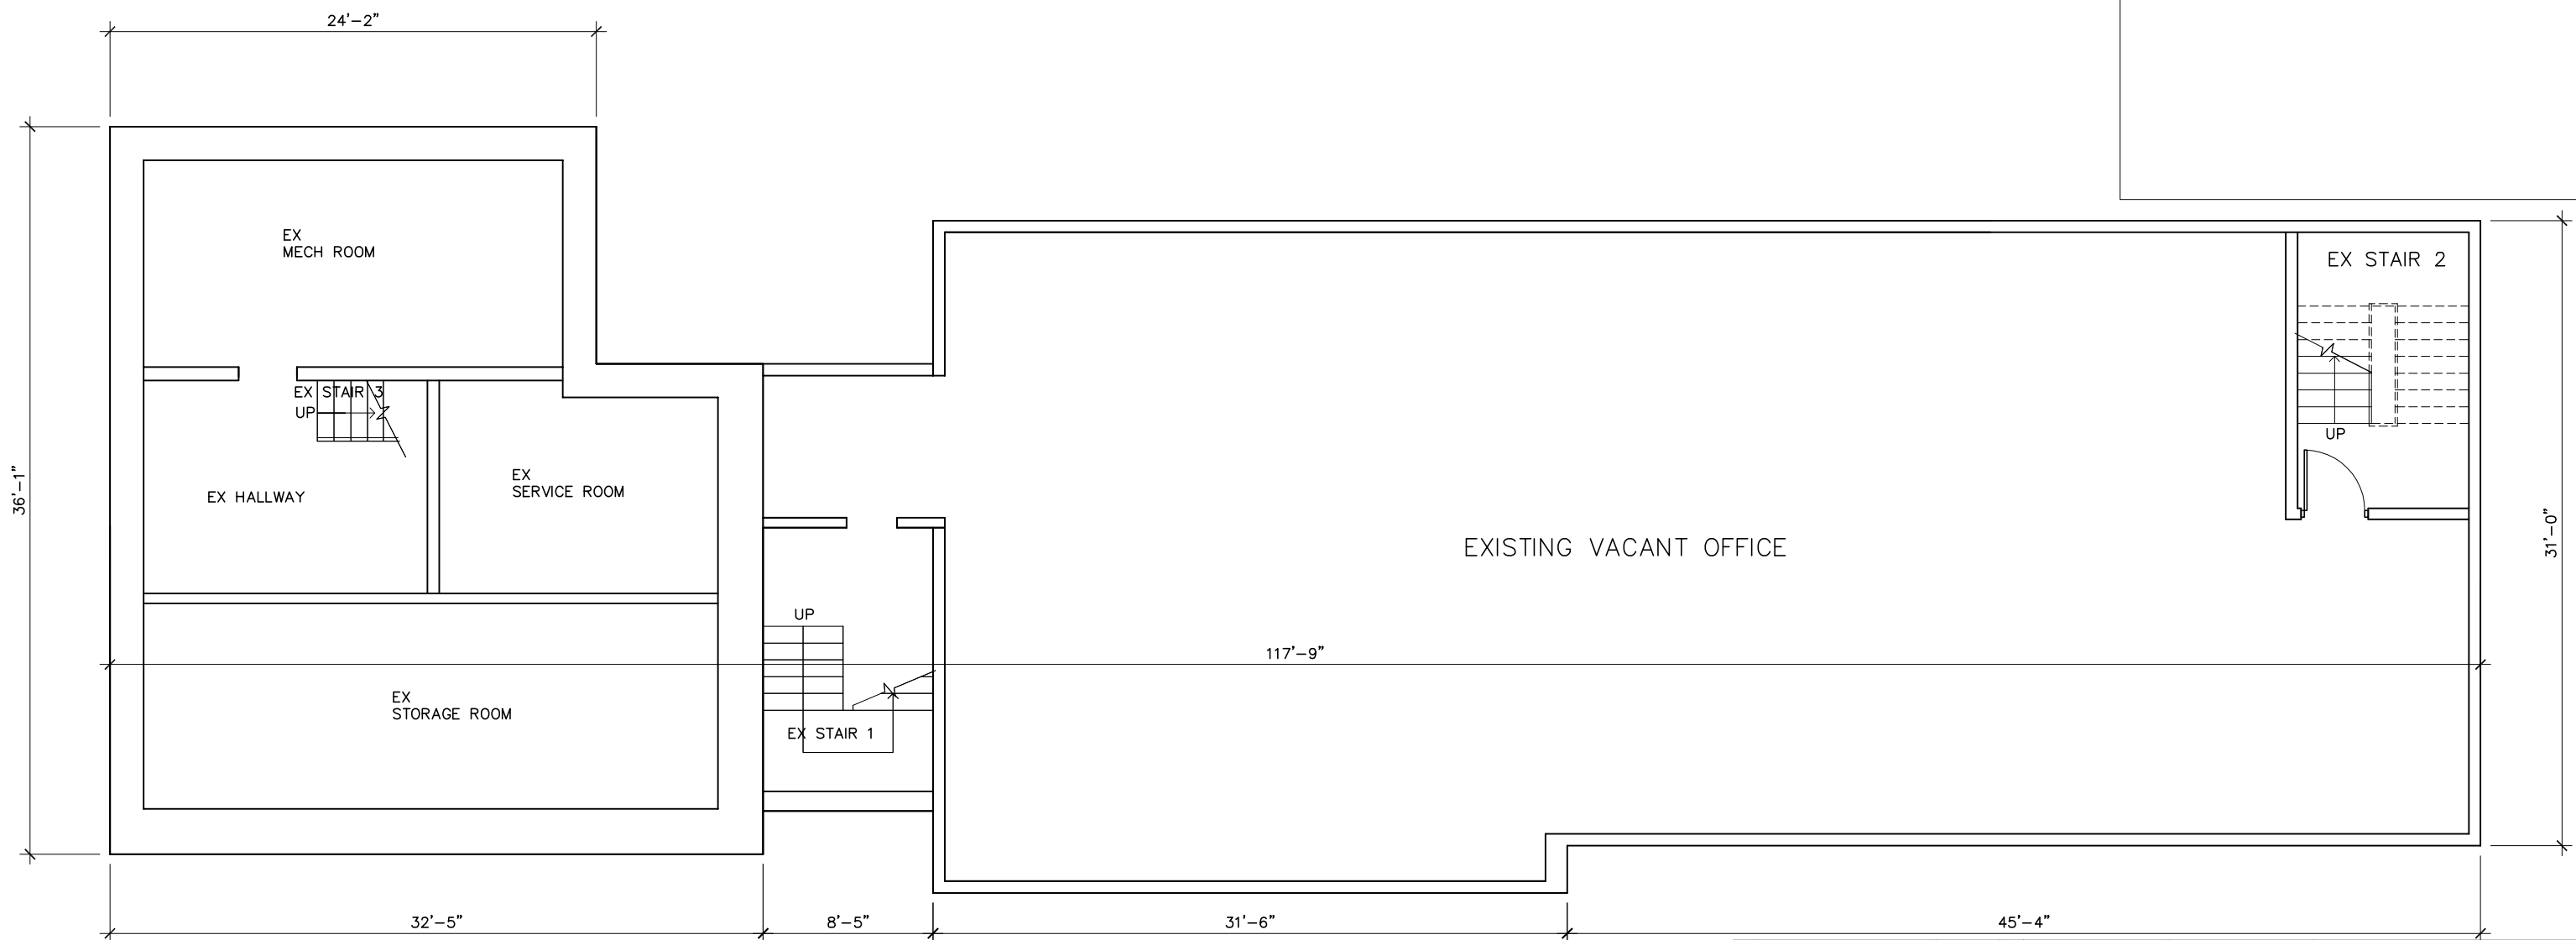 24'-2"
EX
MECH ROOM
EX STAIR 2
EX STAIR 3
UP
UP
EX
SERVICE ROOM
EX HALLWAY
36'-1"
31'-0"
EXISTING VACANT OFFICE
UP
117'-9"
EX
STORAGE ROOM
EX STAIR 1
32'-5"
8'-5"
31'-6"
45'-4"